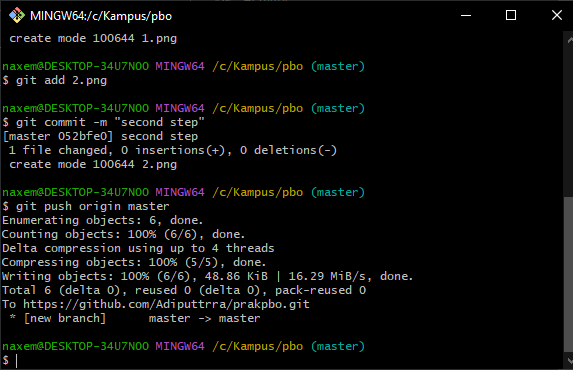 MINGW64:/c/Kampus/pbo
create mode 100644 1.png
naxem@DESKTOP-34U7NOO MINGW64 /c/Kampus/pbo (master)
$ git add 2.png
naxem@DESKTOP-34U7NOO MINGW64 /c/Kampus/pbo (master)
$ git commit -m "second step"
[master 052bfe0] second step
1 file changed, 0 insertions(+), 0 deletions(-)
create mode 100644 2.png
naxem@DESKTOP-34U7NOO MINGW64 /c/Kampus/pbo (master)
$ git push origin master
Enumerating objects: 6, done.
Counting objects: 100% (6/6), done.
Delta compression using up to 4 threads
Compressing objects: 100% (5/5), done.
Writing objects: 100% (6/6), 48.86 KiB | 16.29 MiB/s, done.
Total 6 (delta 0), reused 0 (delta 0), pack-reused 0
To https://github.com/Adiputtrra/prakpbo.git
* [new branch]      master -> master
naxem@DESKTOP-34U7NOO MINGW64 /c/Kampus/pbo (master)
$